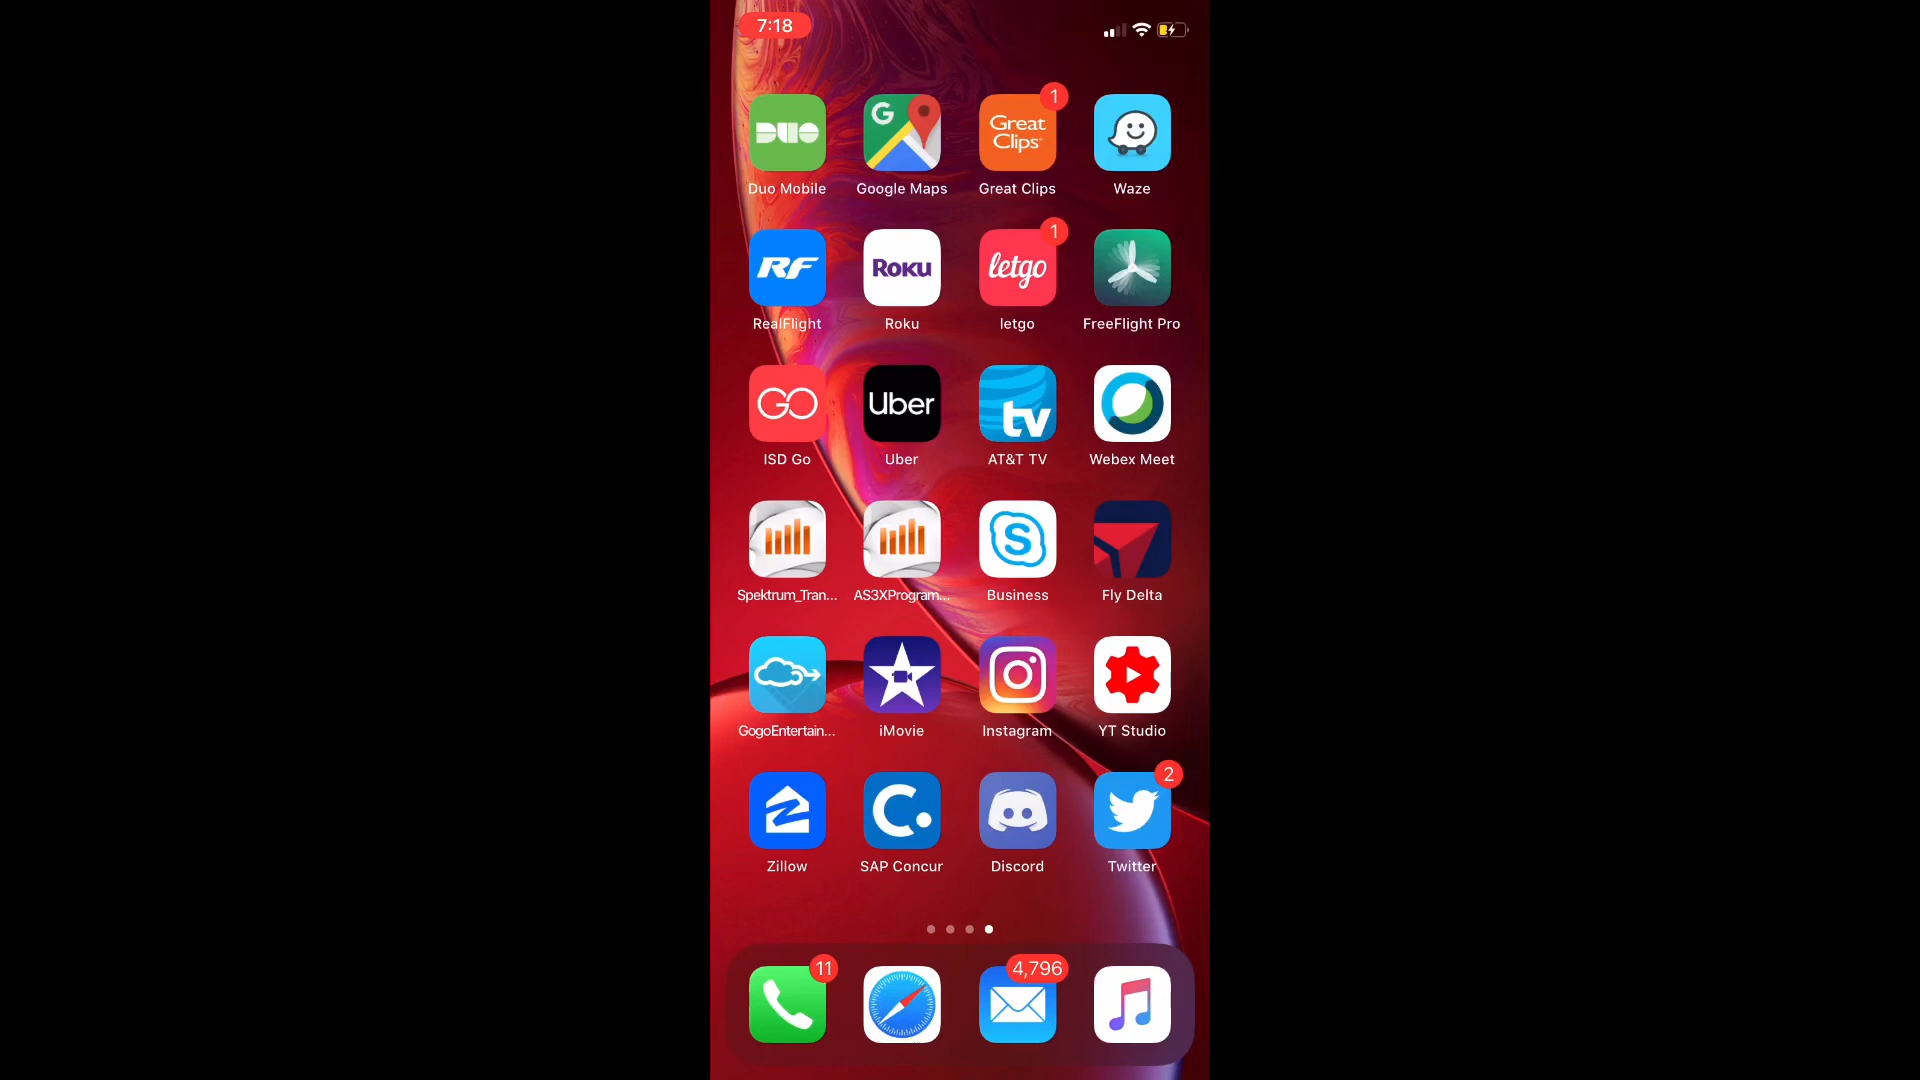 7:18
DUO
G
Great
Clips
1
Duo Mobile
Google Maps
Great Clips
Waze
RF
ROKU
letgo
1
RealFlight
Roku
letgo
FreeFlight Pro
GO
Uber
tv
ISD Go
Uber
AT&T TV
Webex Meet
S
Spektrum_Tran...
AS3XProgram...
Business
Fly Delta
GogoEntertain...
iMovie
Instagram
YT Studio
Z
C.
2
Zillow
SAP Concur
Discord
Twitter
11
4,796